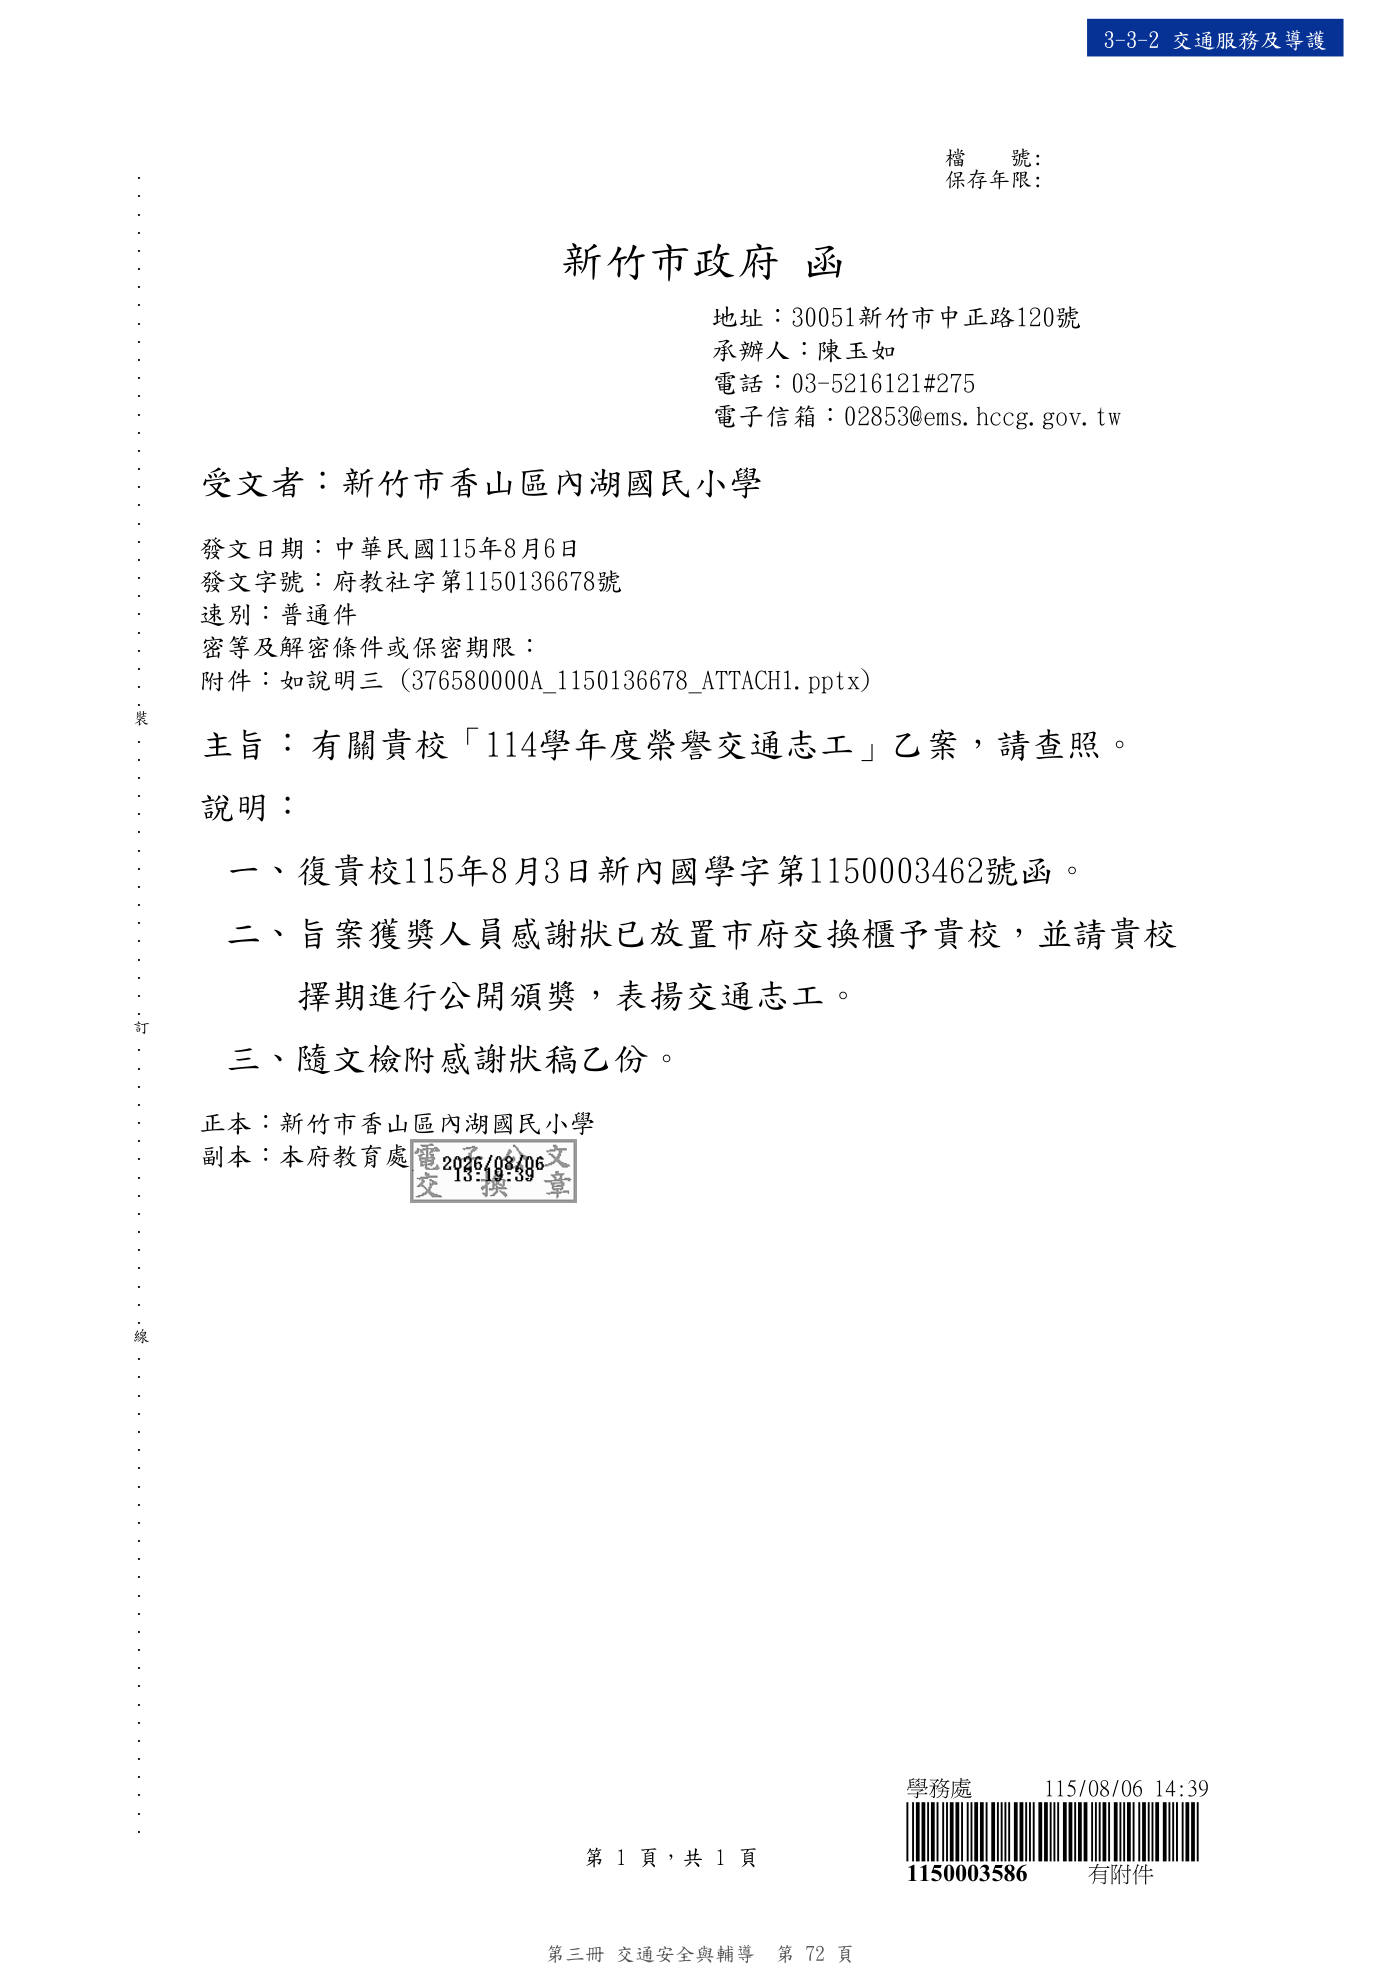 3-3-2 交通服務及導護
檔　　號:
保存年限:
新竹市政府 函
地址：30051新竹市中正路120號
承辦人：陳玉如
電話：03-5216121#275
電子信箱：02853@ems.hccg.gov.tw
受文者：新竹市香山區內湖國民小學
發文日期：中華民國115年8月6日
發文字號：府教社字第1150136678號
速別：普通件
密等及解密條件或保密期限：
附件：如說明三 (376580000A_1150136678_ATTACH1.pptx)
裝
主旨：有關貴校「114學年度榮譽交通志工」乙案，請查照。
說明：
一、復貴校115年8月3日新內國學字第1150003462號函。
二、旨案獲獎人員感謝狀已放置市府交換櫃予貴校，並請貴校
擇期進行公開頒獎，表揚交通志工。
訂
三、隨文檢附感謝狀稿乙份。
正本：新竹市香山區內湖國民小學
副本：本府教育處
電子公文
2026/08/06
13:19:39
交換章
線
學務處 115/08/06 14:39
第 1 頁，共 1 頁
1150003586 有附件
第三冊 交通安全與輔導　第 72 頁